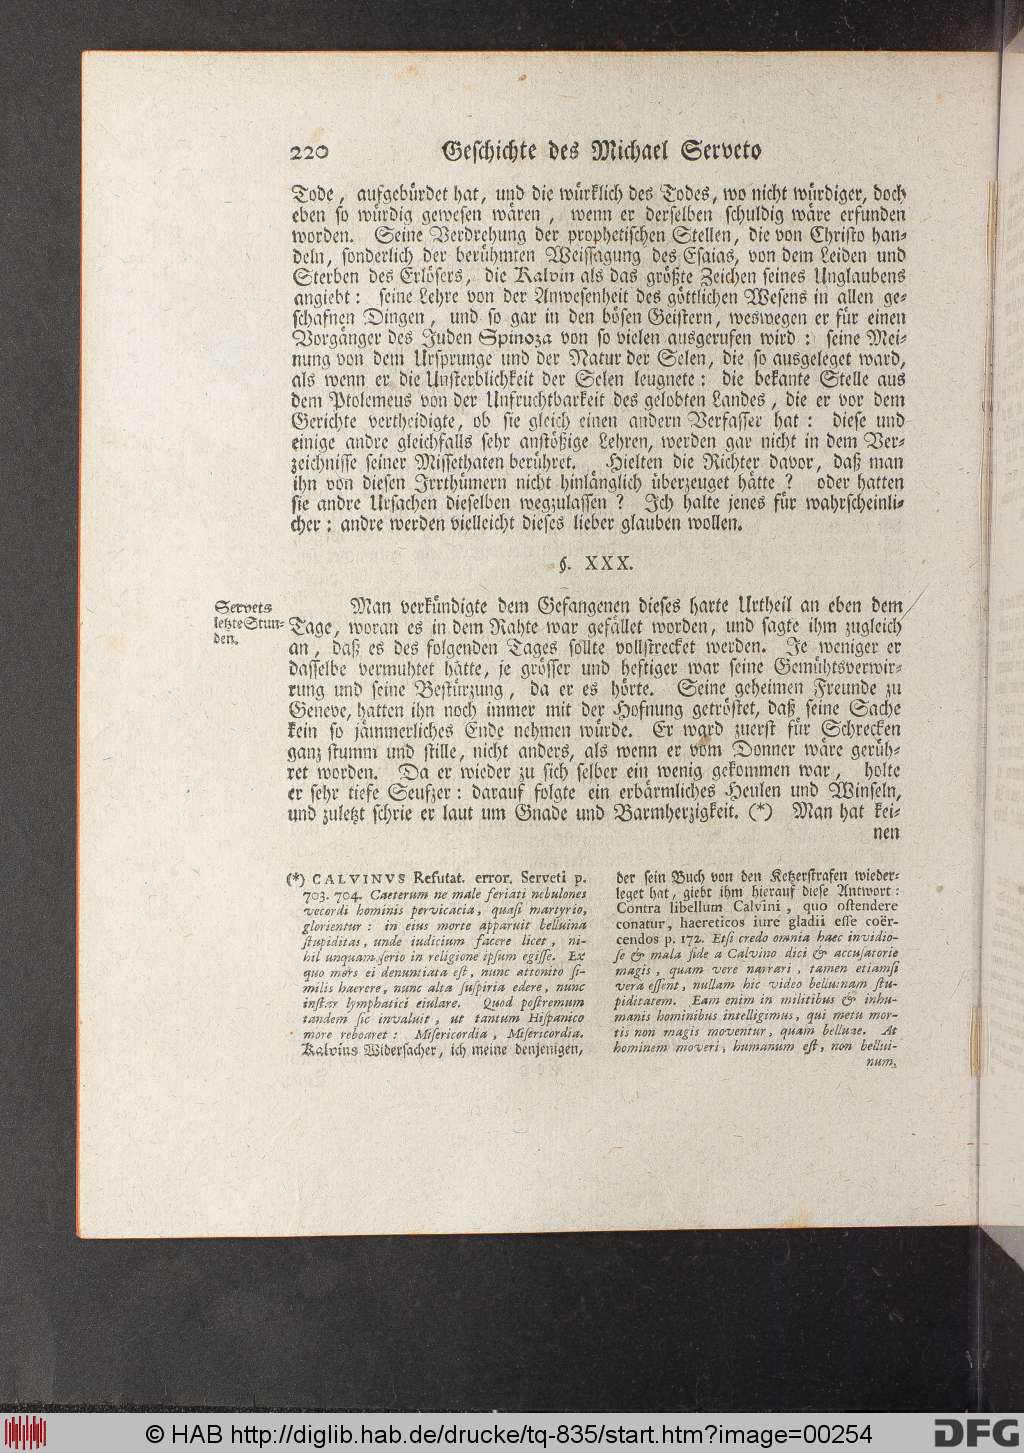 220 Geschichte des Michael Serveto
Tode, aufgebürdet hat, und die würklich des Todes, wo nicht würdiger, doch
eben so würdig gewesen wären, wenn er derselben schuldig wäre erfunden
worden. Seine Verdrehung der prophetischen Stellen, die von Christo han-
deln, sonderlich der berühmten Weissagung des Esaias, von dem Leiden und
Sterben des Erlösers, die Kalvin als das größte Zeichen seines Unglaubens
angiebt: seine Lehre von der Anwesenheit des göttlichen Wesens in allen ge-
schafnen Dingen, und so gar in den bösen Geistern, weswegen er für einen
Vorgänger des Juden Spinoza von so vielen ausgerufen wird: seine Mei-
nung von dem Ursprunge und der Natur der Selen, die so ausgeleget ward,
als wenn er die Unsterblichkeit der Selen leugnete: die bekante Stelle aus
dem Ptolemeus von der Unfruchtbarkeit des gelobten Landes, die er vor dem
Gerichte vertheidigte, ob sie gleich einen andern Verfasser hat: diese und
einige andre gleichfalls sehr anstößige Lehren, werden gar nicht in dem Ver-
zeichnisse seiner Missethaten berühret. Hielten die Richter davor, daß man
ihn von diesen Irrthümern nicht hinlänglich überzeuget hätte? oder hatten
sie andre Ursachen dieselben wegzulassen? Ich halte jenes für wahrscheinli-
cher: andre werden vielleicht dieses lieber glauben wollen.
§. XXX.
Servets
letzte Stun-
den.
Man verkündigte dem Gefangenen dieses harte Urtheil an eben dem
Tage, woran es in dem Rahte war gefället worden, und sagte ihm zugleich
an, daß es des folgenden Tages sollte vollstrecket werden. Je weniger er
dasselbe vermuhtet hätte, je grösser und heftiger war seine Gemühtsverwir-
rung und seine Bestürzung, da er es hörte. Seine geheimen Freunde zu
Geneve, hatten ihn noch immer mit der Hofnung getröstet, daß seine Sache
kein so jämmerliches Ende nehmen würde. Er ward zuerst für Schrecken
ganz stumm und stille, nicht anders, als wenn er vom Donner wäre gerüh-
ret worden. Da er wieder zu sich selber ein wenig gekommen war, holte
er sehr tiefe Seufzer: darauf folgte ein erbärmliches Heulen und Winseln,
und zuletzt schrie er laut um Gnade und Barmherzigkeit. (*) Man hat kei-
nen
(*) CALVINVS Refutat. error. Serveti p.
703. 704. Caeterum ne male feriati nebulones
vecordi hominis pervicacia, quasi martyrio,
glorientur: in eius morte apparuit belluina
stupiditas, unde iudicium facere licet, ni-
hil unquam serio in religione ipsum egisse. Ex
quo mors ei denuntiata est, nunc attonito si-
milis haerere, nunc alta suspiria edere, nunc
instar lymphatici eiulare. Quod postremum
tandem sic invaluit, ut tantum Hispanico
more reboaret: Misericordia, Misericordia.
Kalvins Widersacher, ich meine denjenigen,
der sein Buch von den Ketzerstrafen wieder-
leget hat, giebt ihm hierauf diese Antwort:
Contra libellum Calvini, quo ostendere
conatur, haereticos iure gladii esse coër-
cendos p. 172. Etsi credo omnia haec invidio-
se & mala fide a Calvino dici & accusatorie
magis, quam vere narrari, tamen etiamsi
vera essent, nullam hic video belluinam stu-
piditatem. Eam enim in militibus & inhu-
manis hominibus intelligimus, qui metu mor-
tis non magis moventur, quam belluae. At
hominem moveri, humanum est, non bellui-
num.
© HAB http://diglib.hab.de/drucke/tq-835/start.htm?image=00254
DFG